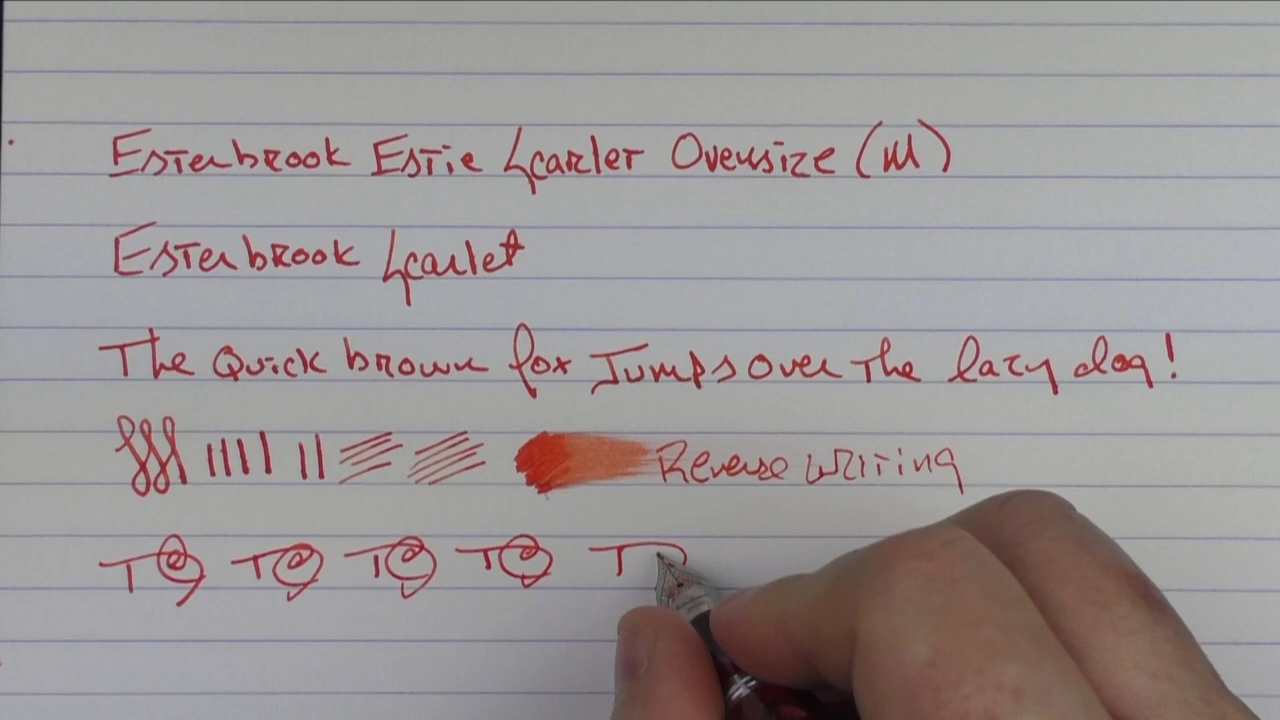 Esterbrook Estie Scarlet Oversize (M)
Esterbrook Scarlet
The Quick brown fox Jumps over The lazy dog!
Reverse writing